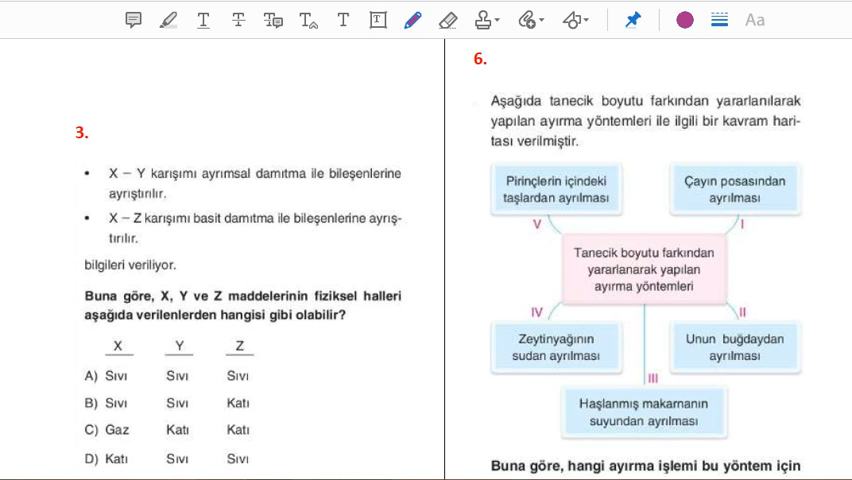 Aa
3.
• X – Y karışımı ayrımsal damıtma ile bileşenlerine
ayrıştırılır.
• X – Z karışımı basit damıtma ile bileşenlerine ayrış-
tırılır.
bilgileri veriliyor.
Buna göre, X, Y ve Z maddelerinin fiziksel halleri
aşağıda verilenlerden hangisi gibi olabilir?
X Y Z
A) Sıvı Sıvı Sıvı
B) Sıvı Sıvı Katı
C) Gaz Katı Katı
D) Katı Sıvı Sıvı
6.
Aşağıda tanecik boyutu farkından yararlanılarak
yapılan ayırma yöntemleri ile ilgili bir kavram hari-
tası verilmiştir.
Pirinçlerin içindeki
taşlardan ayrılması
Çayın posasından
ayrılması
V
I
Tanecik boyutu farkından
yararlanarak yapılan
ayırma yöntemleri
IV
II
Zeytinyağının
sudan ayrılması
Unun buğdaydan
ayrılması
III
Haşlanmış makarnanın
suyundan ayrılması
Buna göre, hangi ayırma işlemi bu yöntem için